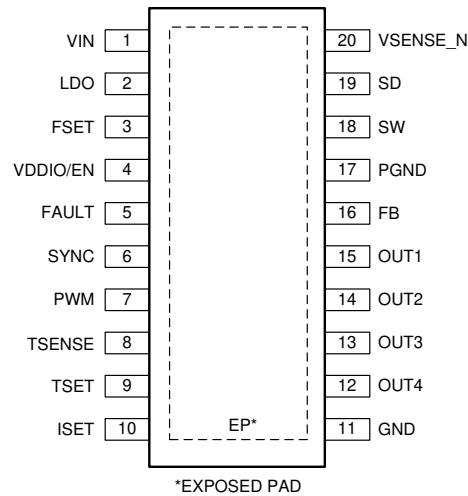 VIN 1 20 VSENSE_N
LDO 2 19 SD
FSET 3 18 SW
VDDIO/EN 4 17 PGND
FAULT 5 16 FB
SYNC 6 15 OUT1
PWM 7 14 OUT2
TSENSE 8 13 OUT3
TSET 9 12 OUT4
ISET 10 EP* 11 GND
*EXPOSED PAD